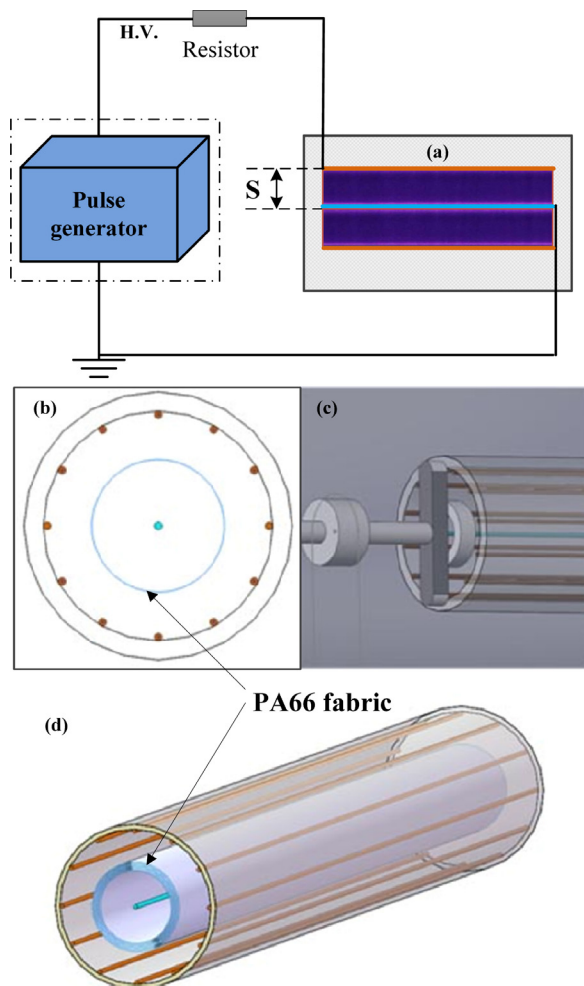 H.V.
Resistor
(a)
S
Pulse
generator
(b)
(c)
PA66 fabric
(d)